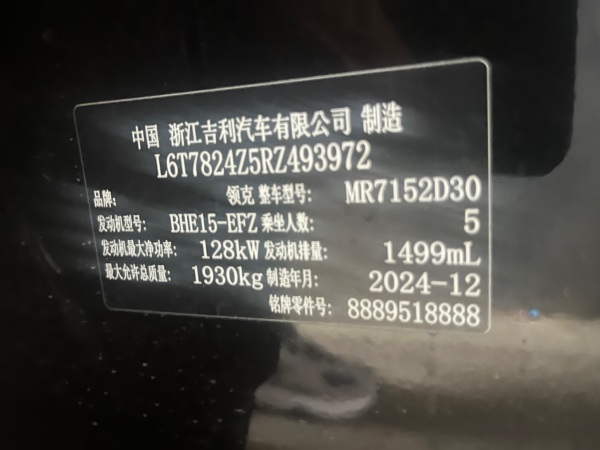 中国 浙江吉利汽车有限公司 制造
L6T7824Z5RZ493972
品牌: 领克 整车型号: MR7152D30
发动机型号: BHE15-EFZ 乘坐人数: 5
发动机最大净功率: 128kW 发动机排量: 1499mL
最大允许总质量: 1930kg 制造年月: 2024-12
铭牌零件号: 8889518888